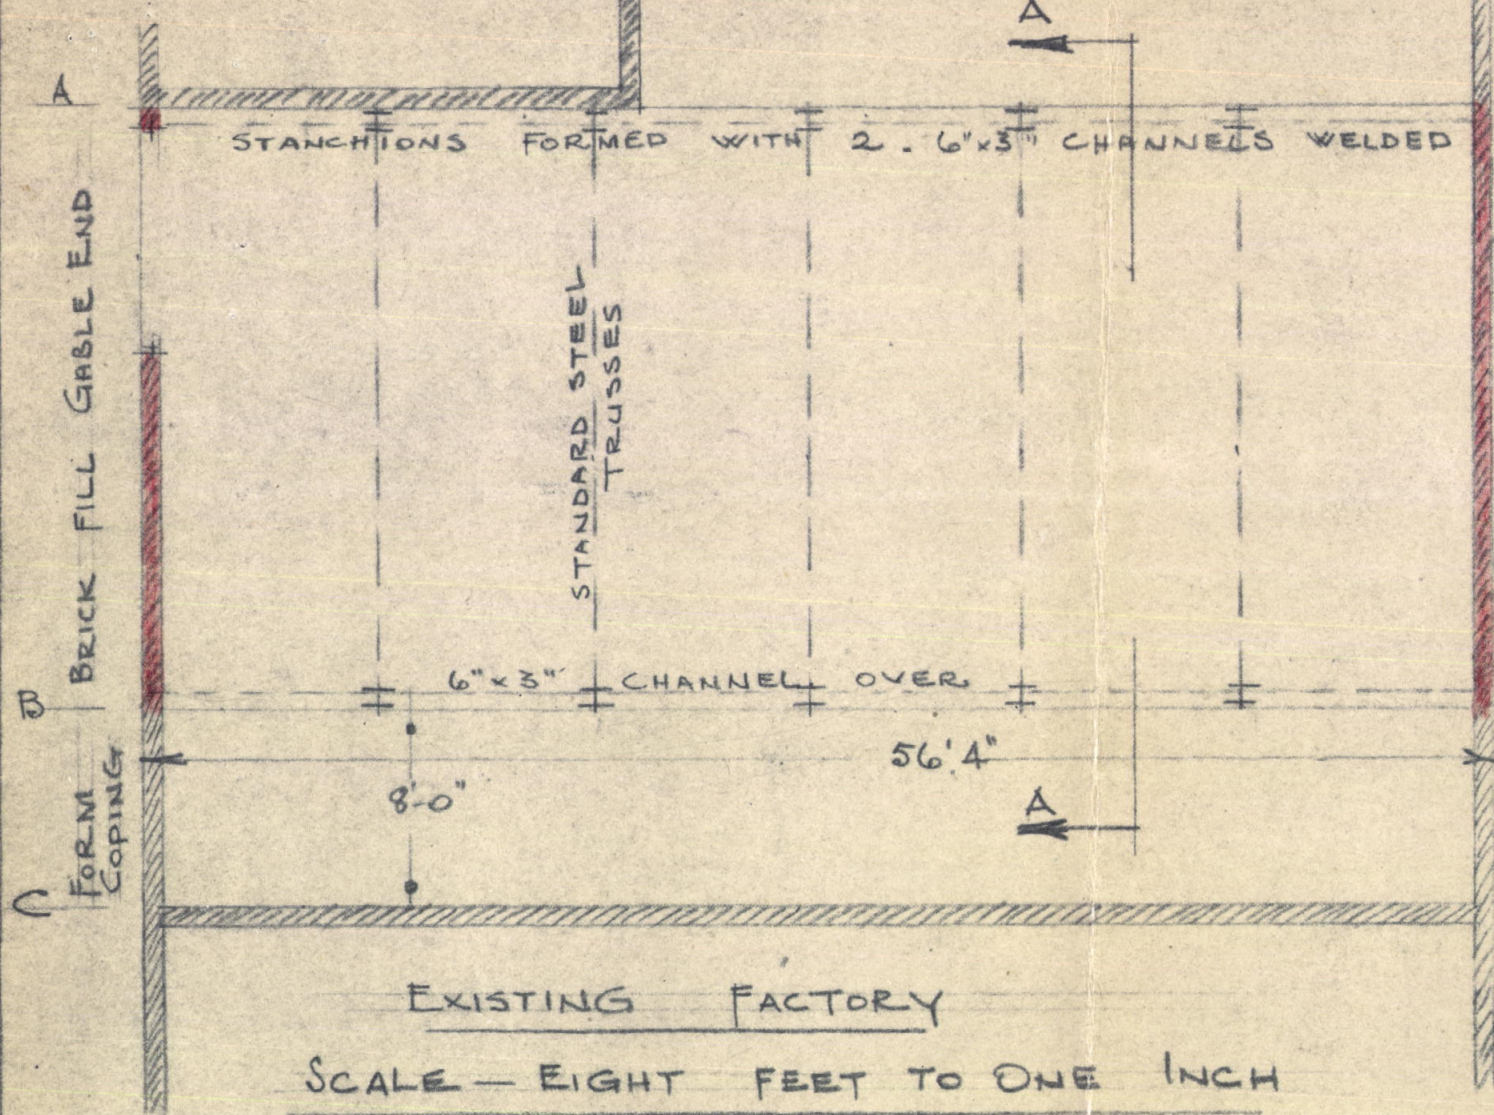 A
A
STANCHIONS FORMED WITH 2 . 6"x3" CHANNELS WELDED
BRICK FILL GABLE END
STANDARD STEEL
TRUSSES
6"x3" CHANNEL OVER
B
56'.4"
8'-0"
A
FORM
COPING
C
EXISTING FACTORY
SCALE — EIGHT FEET TO ONE INCH